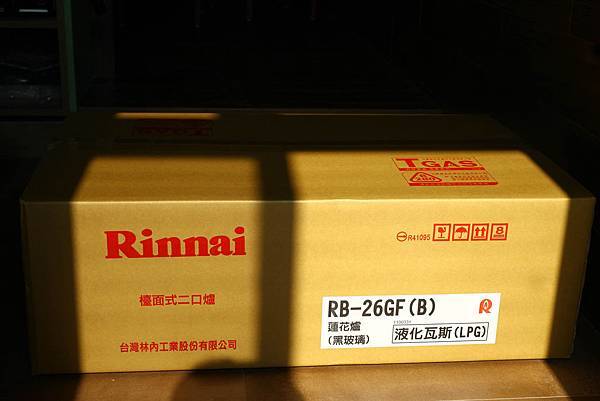 TGAS
Rinnai
R41095
8
檯面式二口爐
RB-26GF(B)
R
蓮花爐
(黑玻璃)
液化瓦斯(LPG)
台灣林內工業股份有限公司